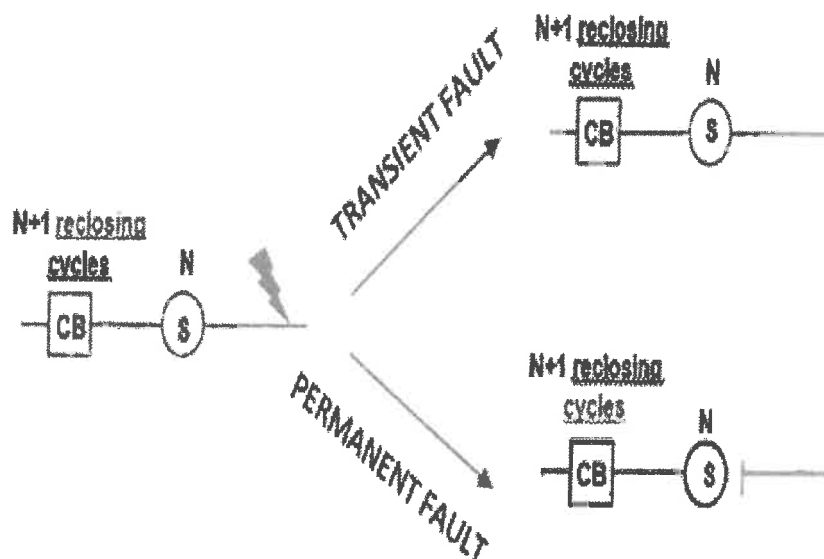 N+1 reclosing
cycles
N
CB
S
TRANSIENT FAULT
N+1 reclosing
cycles
N
CB
S
PERMANENT FAULT
N+1 reclosing
cycles
N
CB
S